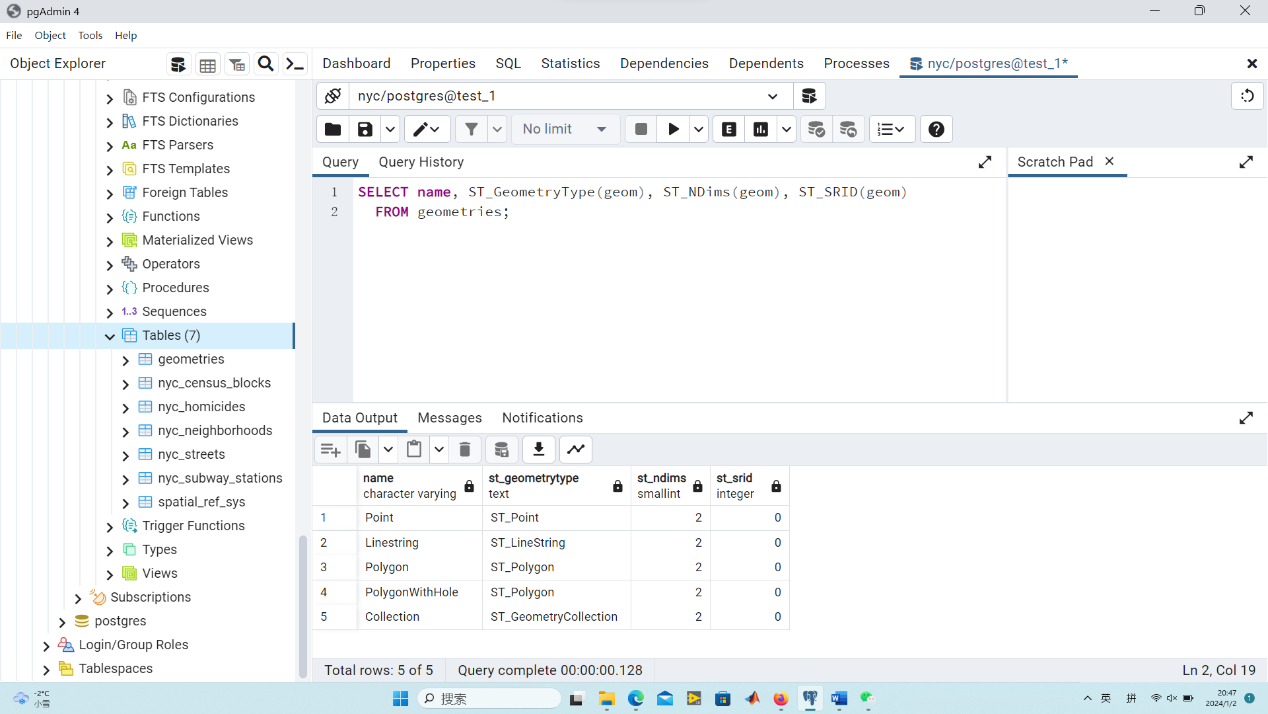 pgAdmin 4
File Object Tools Help
Object Explorer
Dashboard Properties SQL Statistics Dependencies Dependents Processes nyc/postgres@test_1*
FTS Configurations
FTS Dictionaries
Aa FTS Parsers
FTS Templates
Foreign Tables
Functions
Materialized Views
Operators
Procedures
1..3 Sequences
Tables (7)
geometries
nyc_census_blocks
nyc_homicides
nyc_neighborhoods
nyc_streets
nyc_subway_stations
spatial_ref_sys
Trigger Functions
Types
Views
Subscriptions
postgres
Login/Group Roles
Tablespaces
nyc/postgres@test_1
No limit
E
Query Query History
Scratch Pad
1 SELECT name, ST_GeometryType(geom), ST_NDims(geom), ST_SRID(geom)
2 FROM geometries;
Data Output Messages Notifications
name st_geometrytype st_ndims st_srid
character varying text smallint integer
1 Point ST_Point 2 0
2 Linestring ST_LineString 2 0
3 Polygon ST_Polygon 2 0
4 PolygonWithHole ST_Polygon 2 0
5 Collection ST_GeometryCollection 2 0
Total rows: 5 of 5 Query complete 00:00:00.128 Ln 2, Col 19
-2°C
小雪
搜索
英 拼
20:47
2024/1/2
1